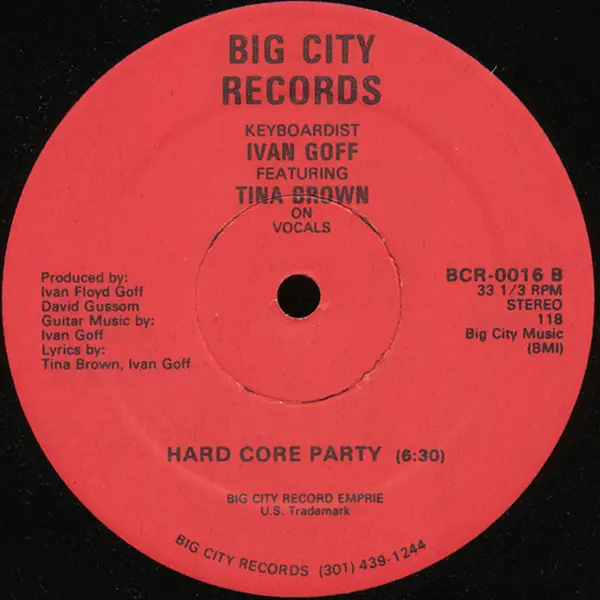 BIG CITY
RECORDS
KEYBOARDIST
IVAN GOFF
FEATURING
TINA BROWN
ON
VOCALS
Produced by:
Ivan Floyd Goff
David Gussom
Guitar Music by:
Ivan Goff
Lyrics by:
Tina Brown, Ivan Goff
BCR-0016 B
33 1/3 RPM
STEREO
118
Big City Music
(BMI)
HARD CORE PARTY (6:30)
BIG CITY RECORD EMPRIE
U.S. Tradamark
BIG CITY RECORDS (301) 439-1244